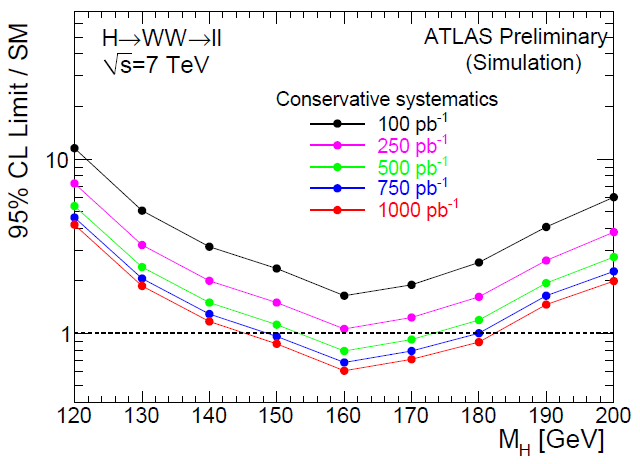 H→WW→ll
√s=7 TeV
ATLAS Preliminary
(Simulation)
Conservative systematics
100 pb⁻¹
250 pb⁻¹
500 pb⁻¹
750 pb⁻¹
1000 pb⁻¹
95% CL Limit / SM
10
1
120 130 140 150 160 170 180 190 200
M_H [GeV]